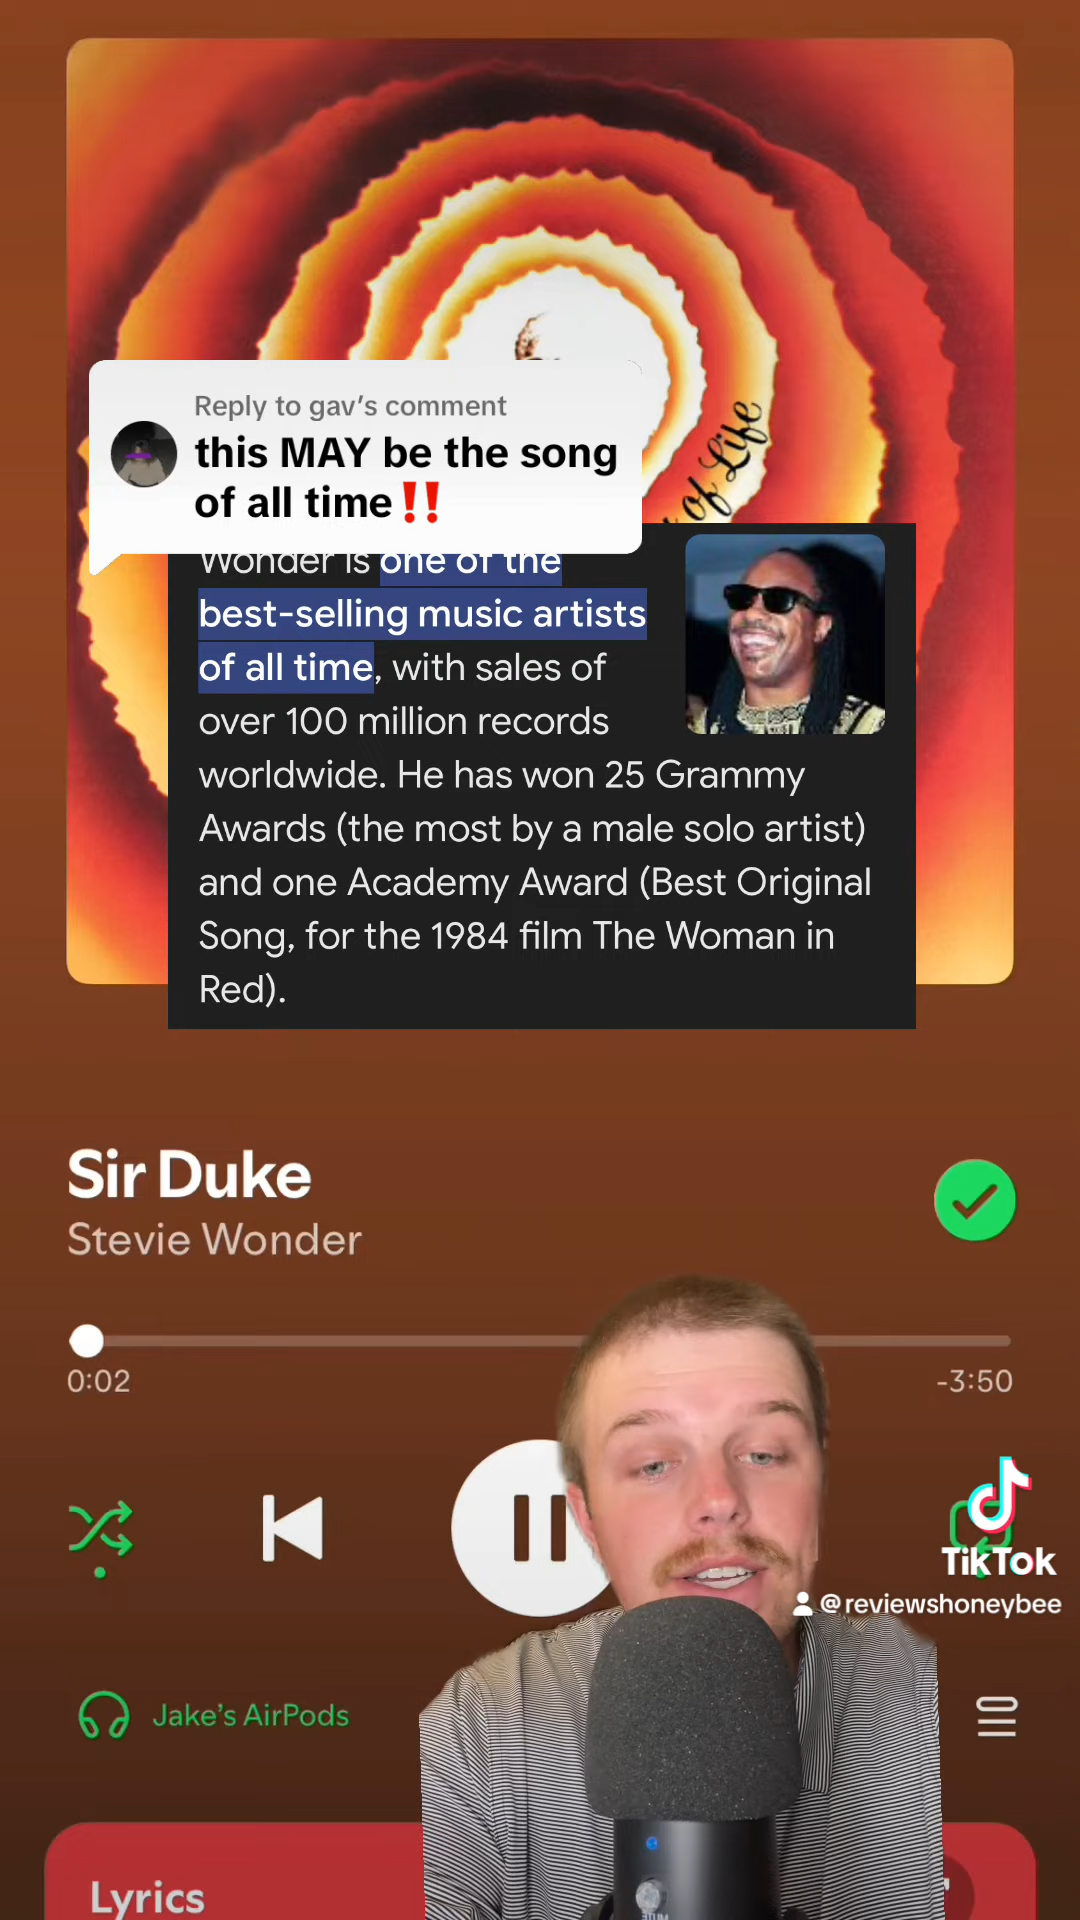 Reply to gav's comment
this MAY be the song
of all time‼️
of Life
Wonder is one of the
best-selling music artists
of all time, with sales of
over 100 million records
worldwide. He has won 25 Grammy
Awards (the most by a male solo artist)
and one Academy Award (Best Original
Song, for the 1984 film The Woman in
Red).
Sir Duke
Stevie Wonder
0:02
-3:50
TikTok
@reviewshoneybee
Jake's AirPods
Lyrics